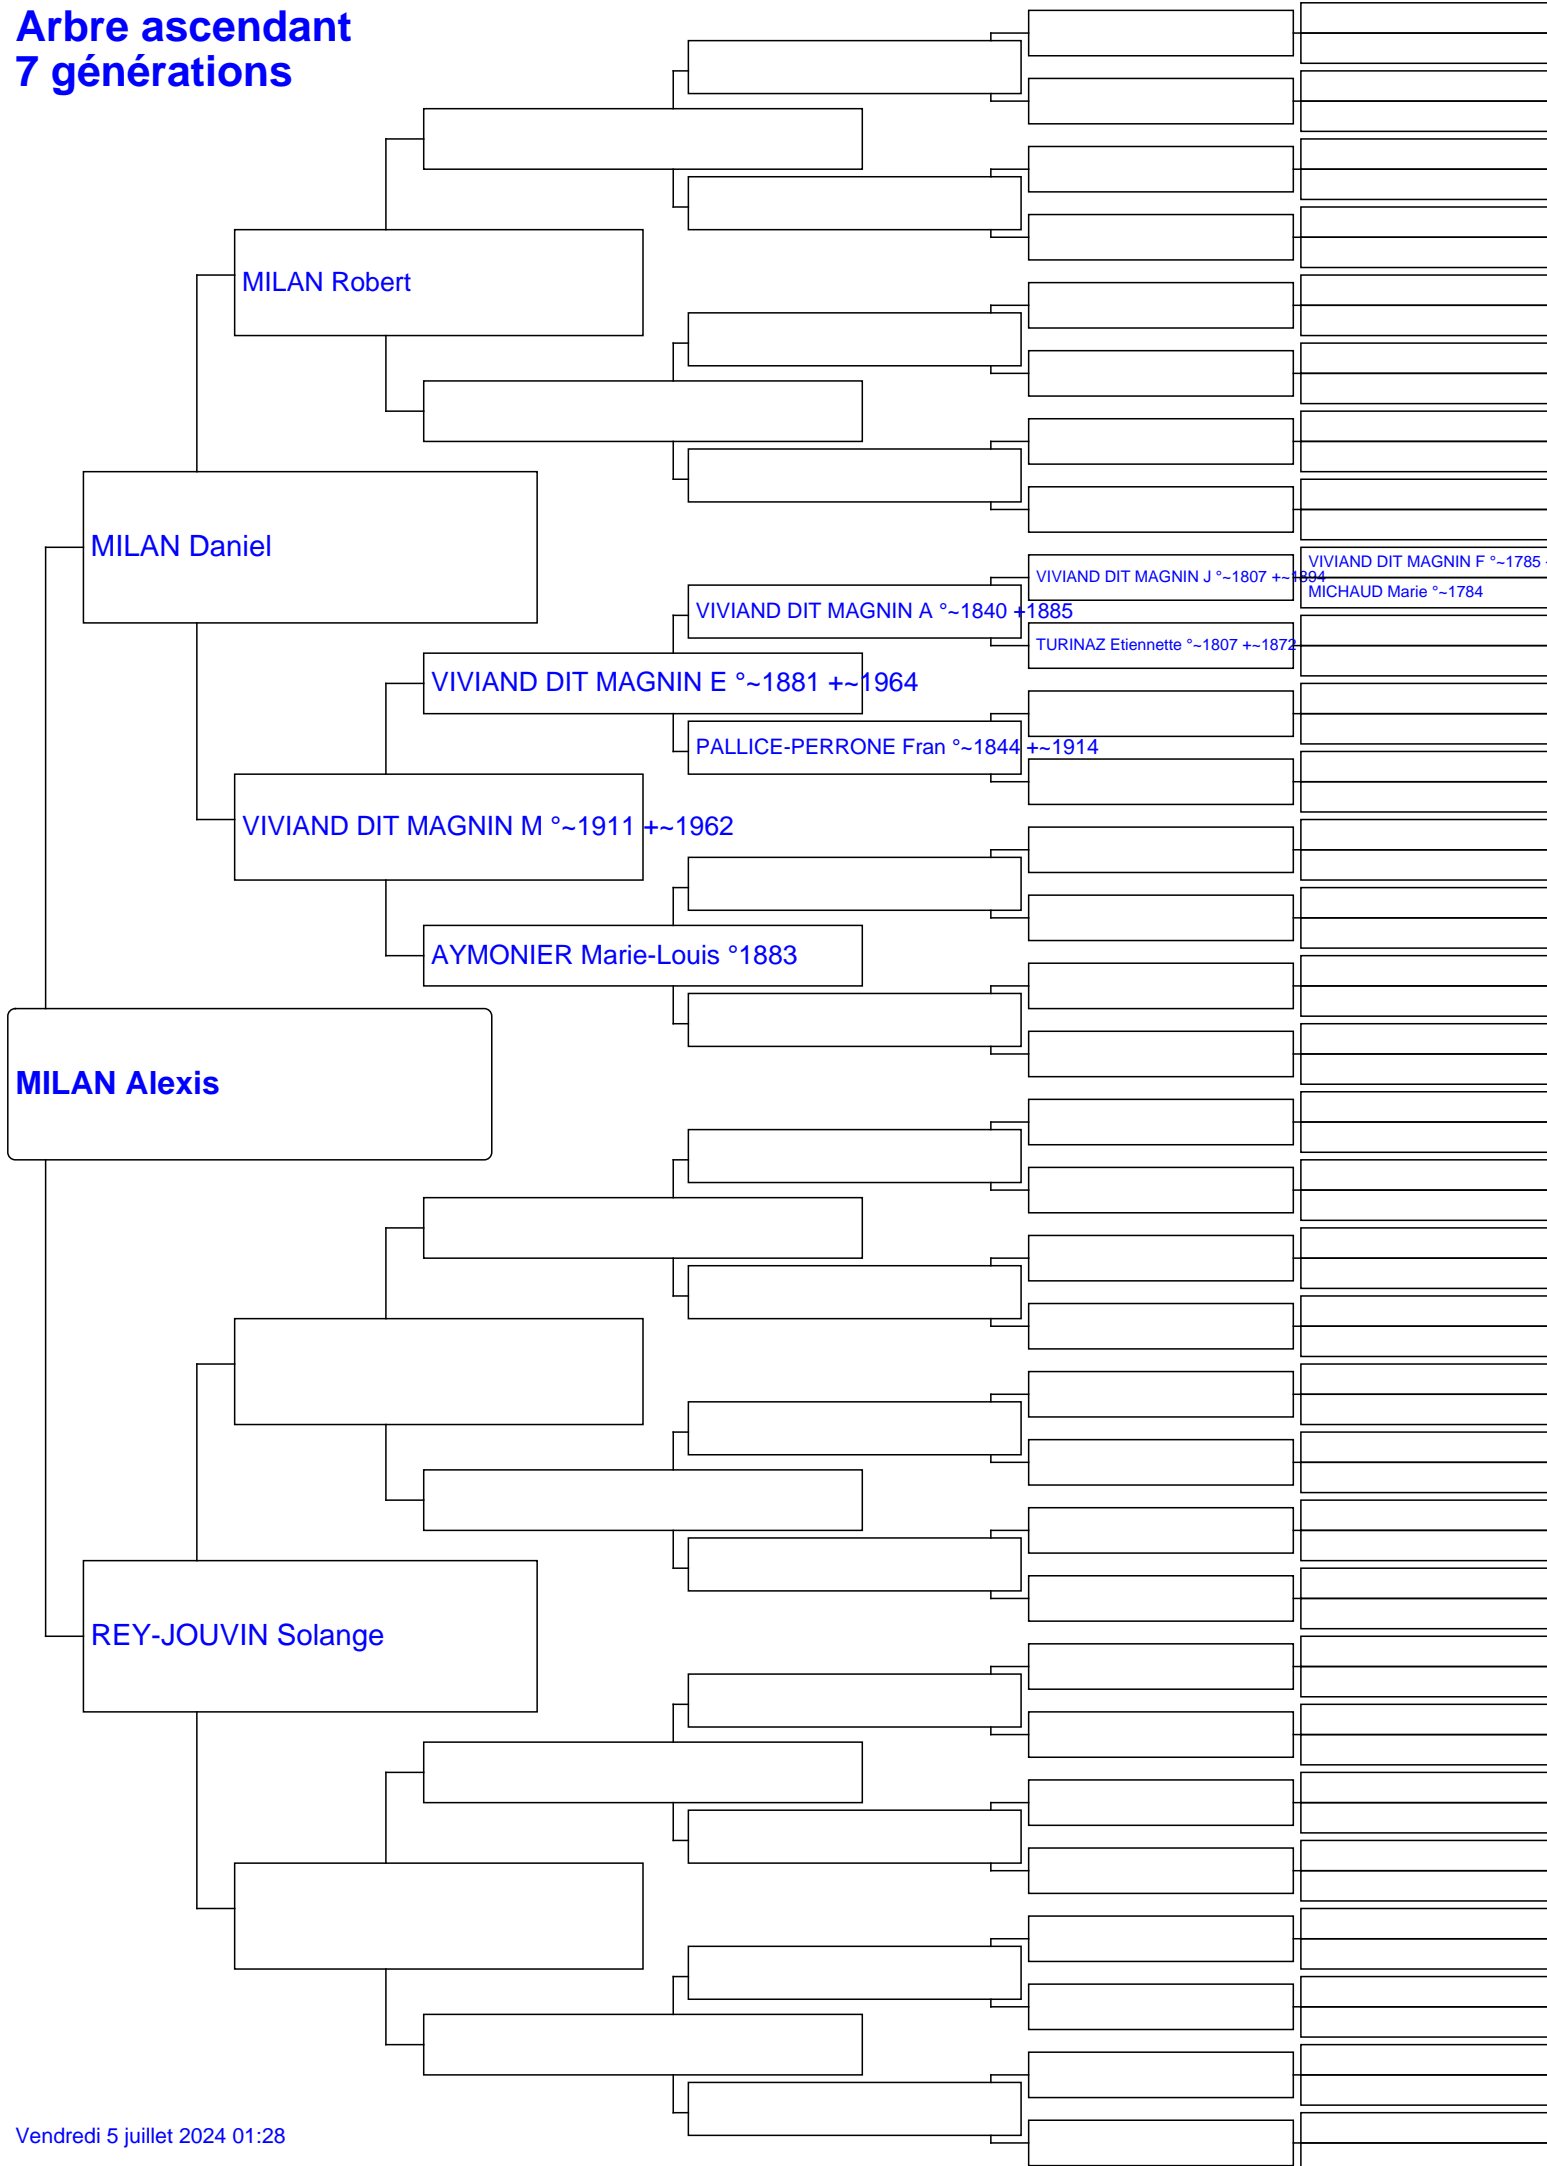 Arbre ascendant
7 générations
MILAN Robert
MILAN Daniel
VIVIAND DIT MAGNIN F °~1785
VIVIAND DIT MAGNIN J °~1807 +~1894
MICHAUD Marie °~1784
VIVIAND DIT MAGNIN A °~1840 +1885
TURINAZ Etiennette °~1807 +~1872
VIVIAND DIT MAGNIN E °~1881 +~1964
PALLICE-PERRONE Fran °~1844 +~1914
VIVIAND DIT MAGNIN M °~1911 +~1962
AYMONIER Marie-Louis °1883
MILAN Alexis
REY-JOUVIN Solange
Vendredi 5 juillet 2024 01:28